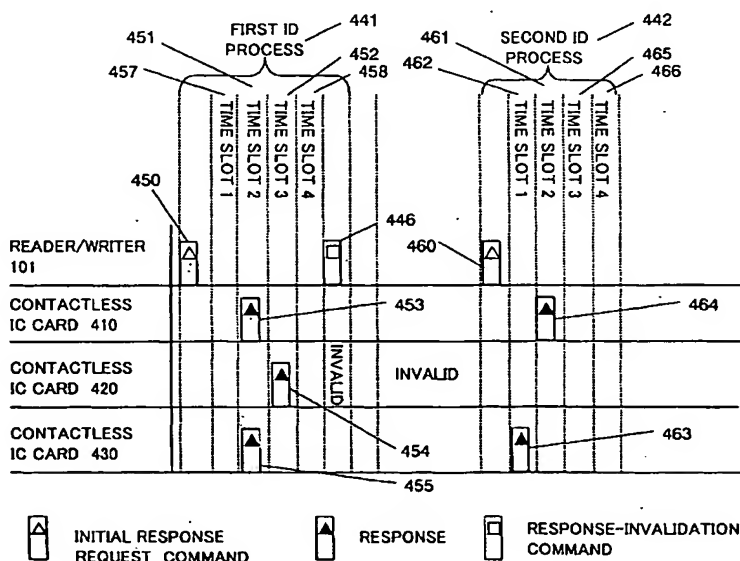 FIRST ID 441
PROCESS
451
452
457
458
SECOND ID 442
PROCESS
461
465
462
466
TIME SLOT 1
TIME SLOT 2
TIME SLOT 3
TIME SLOT 4
TIME SLOT 1
TIME SLOT 2
TIME SLOT 3
TIME SLOT 4
450
446
460
READER/WRITER
101
CONTACTLESS
IC CARD 410
453
464
CONTACTLESS
IC CARD 420
INVALID
INVALID
454
CONTACTLESS
IC CARD 430
463
455
INITIAL RESPONSE
REQUEST COMMAND
RESPONSE
RESPONSE-INVALIDATION
COMMAND